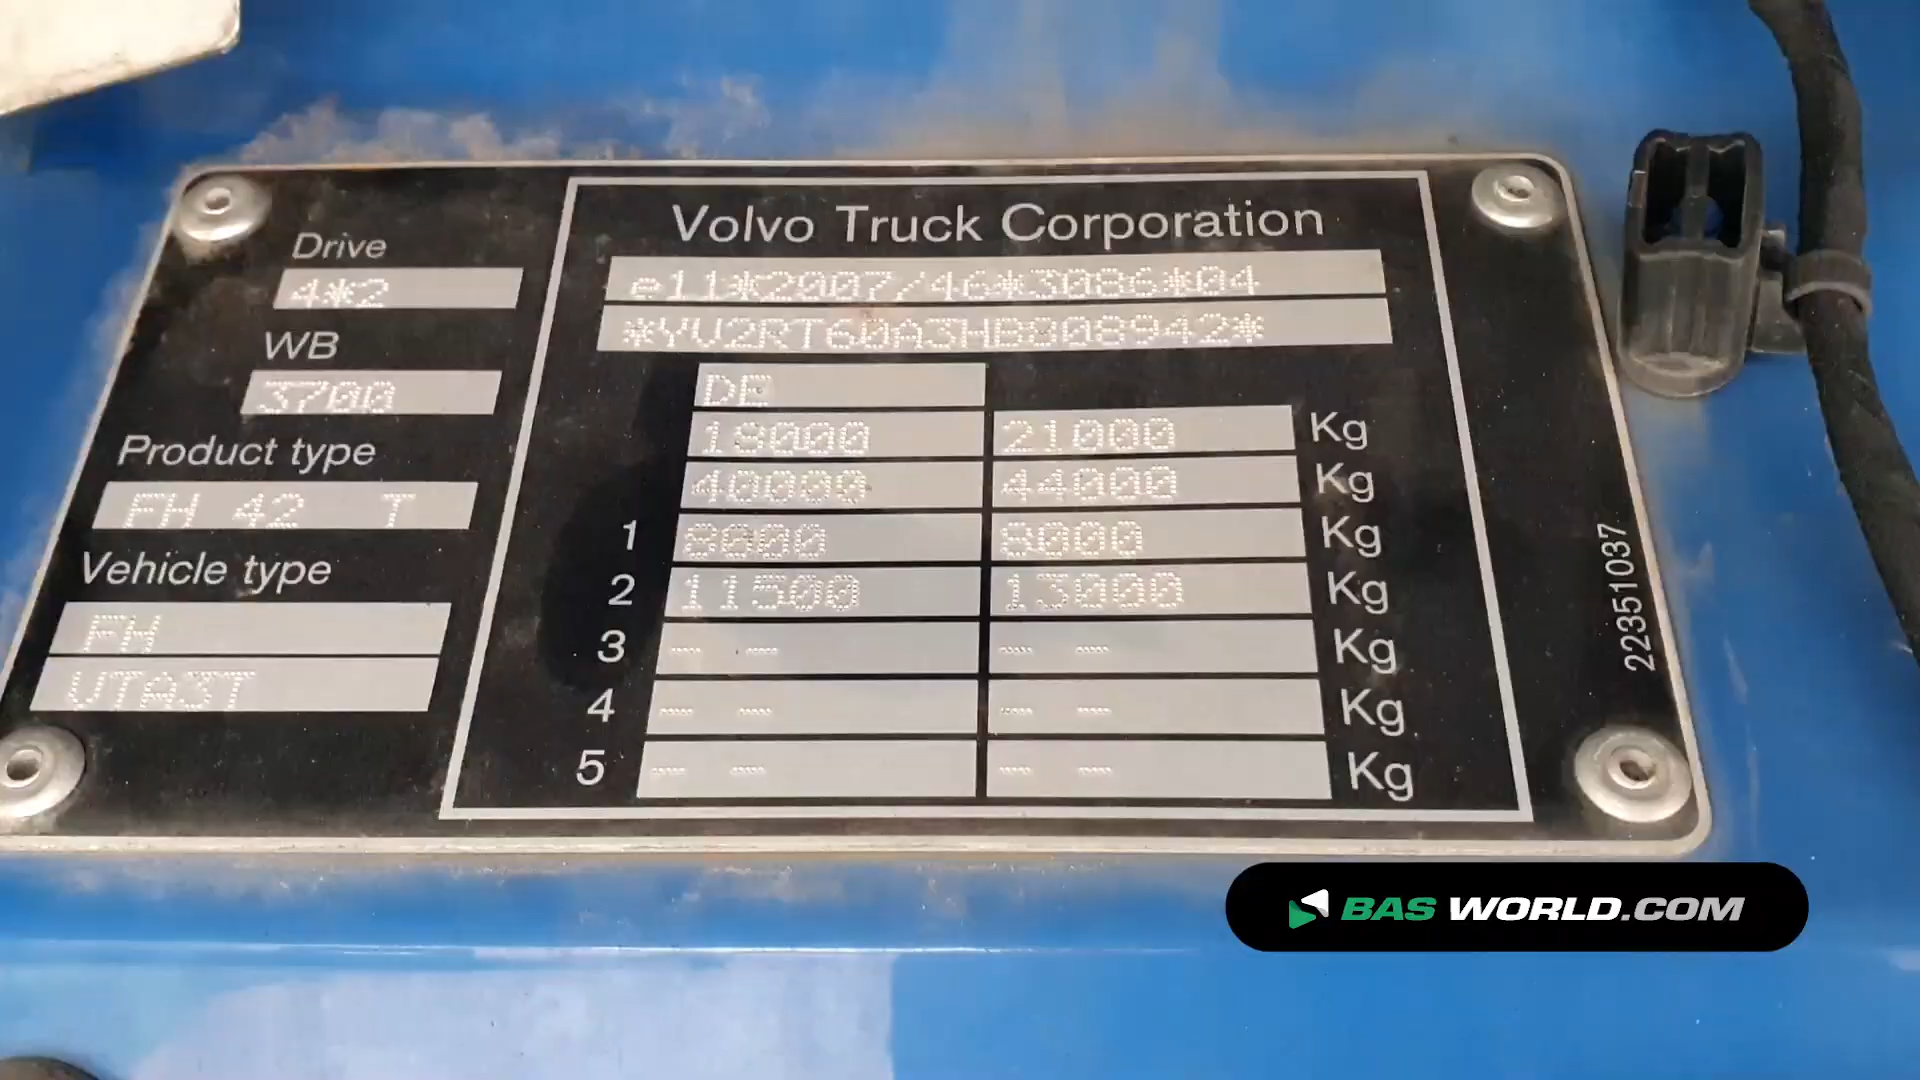 Volvo Truck Corporation
Drive
4*2
WB
3700
Product type
FH 42 T
Vehicle type
FH
VTA3T
e11*2007/46*3086*04
*YV2RT60A3HB808942*
DE
18000 21000 Kg
40000 44000 Kg
1 8000 8000 Kg
2 11500 13000 Kg
3 -- -- -- -- Kg
4 -- -- -- -- Kg
5 -- -- -- -- Kg
22351037
BAS WORLD.COM